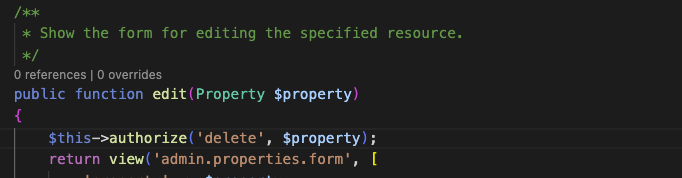 /**
* Show the form for editing the specified resource.
*/
0 references | 0 overrides
public function edit(Property $property)
{
$this->authorize('delete', $property);
return view('admin.properties.form', [